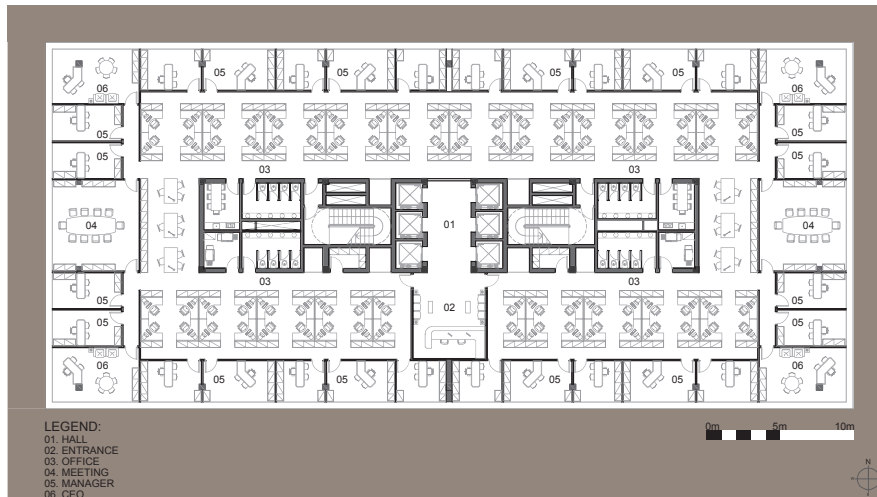 05 05 05 05
06 06
05 05
05 05
03 03
04 01 04
03 03
05 02 05
05 05
06 06
05 05 05 05
LEGEND:
01. HALL
02. ENTRANCE
03. OFFICE
04. MEETING
05. MANAGER
06. CEO
0m 5m 10m
N
W